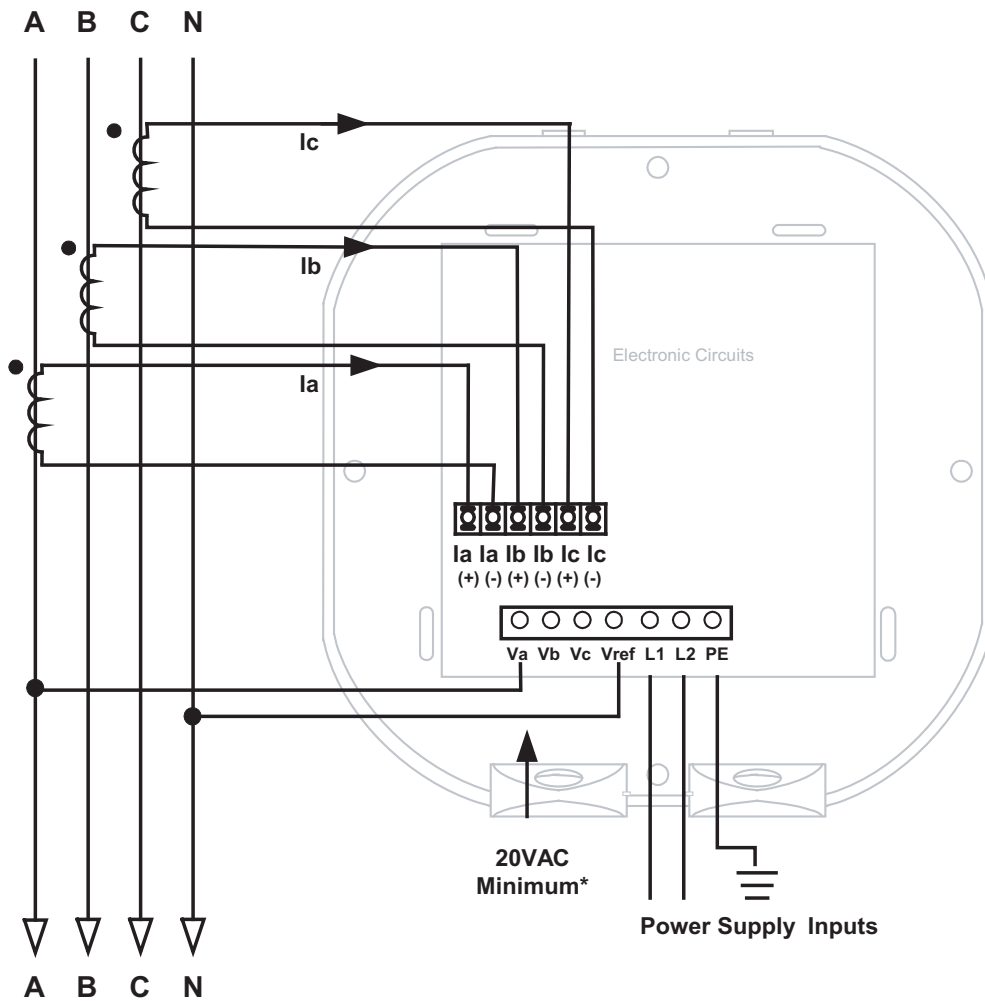 A B C N
Ic
Ib
Electronic Circuits
Ia
Ia Ia Ib Ib Ic Ic
(+) (-) (+) (-) (+) (-)
Va Vb Vc Vref L1 L2 PE
20VAC
Minimum*
Power Supply Inputs
A B C N